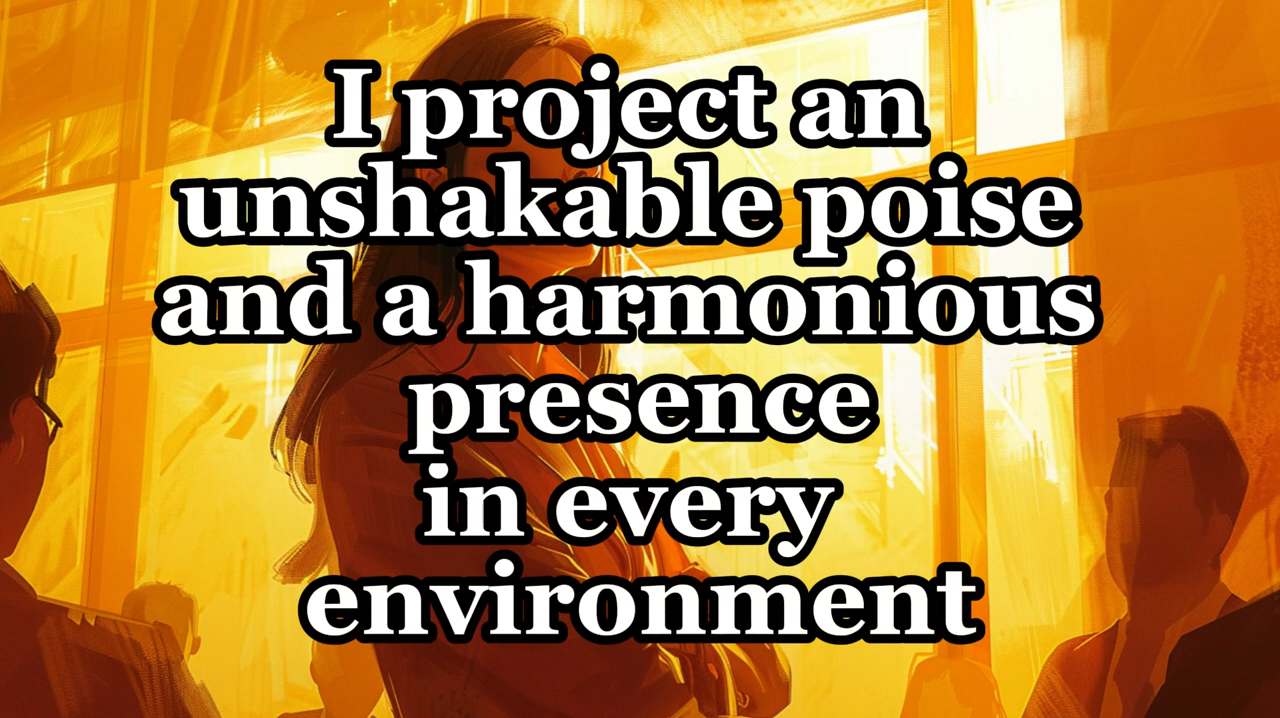 I project an
unshakable poise
and a harmonious
presence
in every
environment